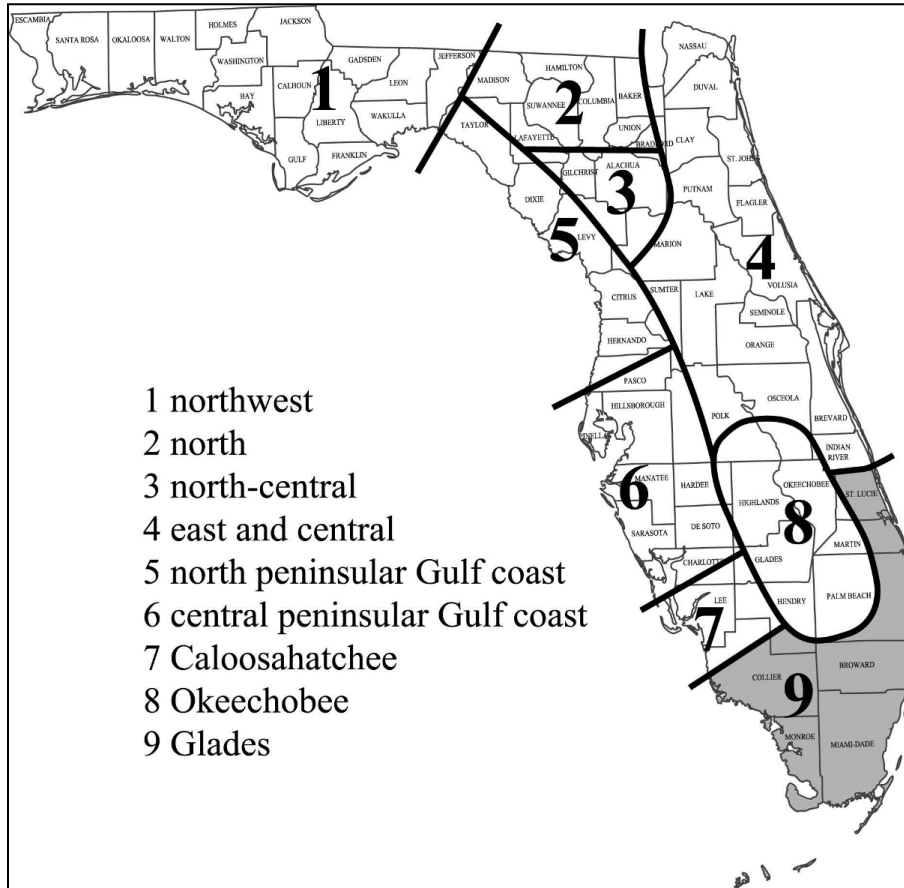 ESCAMBIA
SANTA ROSA
OKALOOSA
WALTON
HOLMES
JACKSON
WASHINGTON
BAY
CALHOUN
GULF
1
LIBERTY
FRANKLIN
GADSDEN
LEON
WAKULLA
JEFFERSON
MADISON
TAYLOR
HAMILTON
SUWANNEE
2
COLUMBIA
BAKER
LAFAYETTE
UNION
BRADFORD
NASSAU
DUVAL
CLAY
ST. JOHNS
PUTNAM
FLAGLER
GILCHRIST
ALACHUA
3
DIXIE
5
LEVY
MARION
4
VOLUSIA
CITRUS
SUMTER
LAKE
SEMINOLE
HERNANDO
ORANGE
PASCO
HILLSBOROUGH
POLK
OSCEOLA
BREVARD
INDIAN
RIVER
MANATEE
6
HARDEE
HIGHLANDS
OKEECHOBEE
8
ST. LUCIE
SARASOTA
DE SOTO
MARTIN
CHARLOTTE
GLADES
LEE
7
HENDRY
PALM BEACH
COLLIER
9
BROWARD
MONROE
MIAMI-DADE
1 northwest
2 north
3 north-central
4 east and central
5 north peninsular Gulf coast
6 central peninsular Gulf coast
7 Caloosahatchee
8 Okeechobee
9 Glades